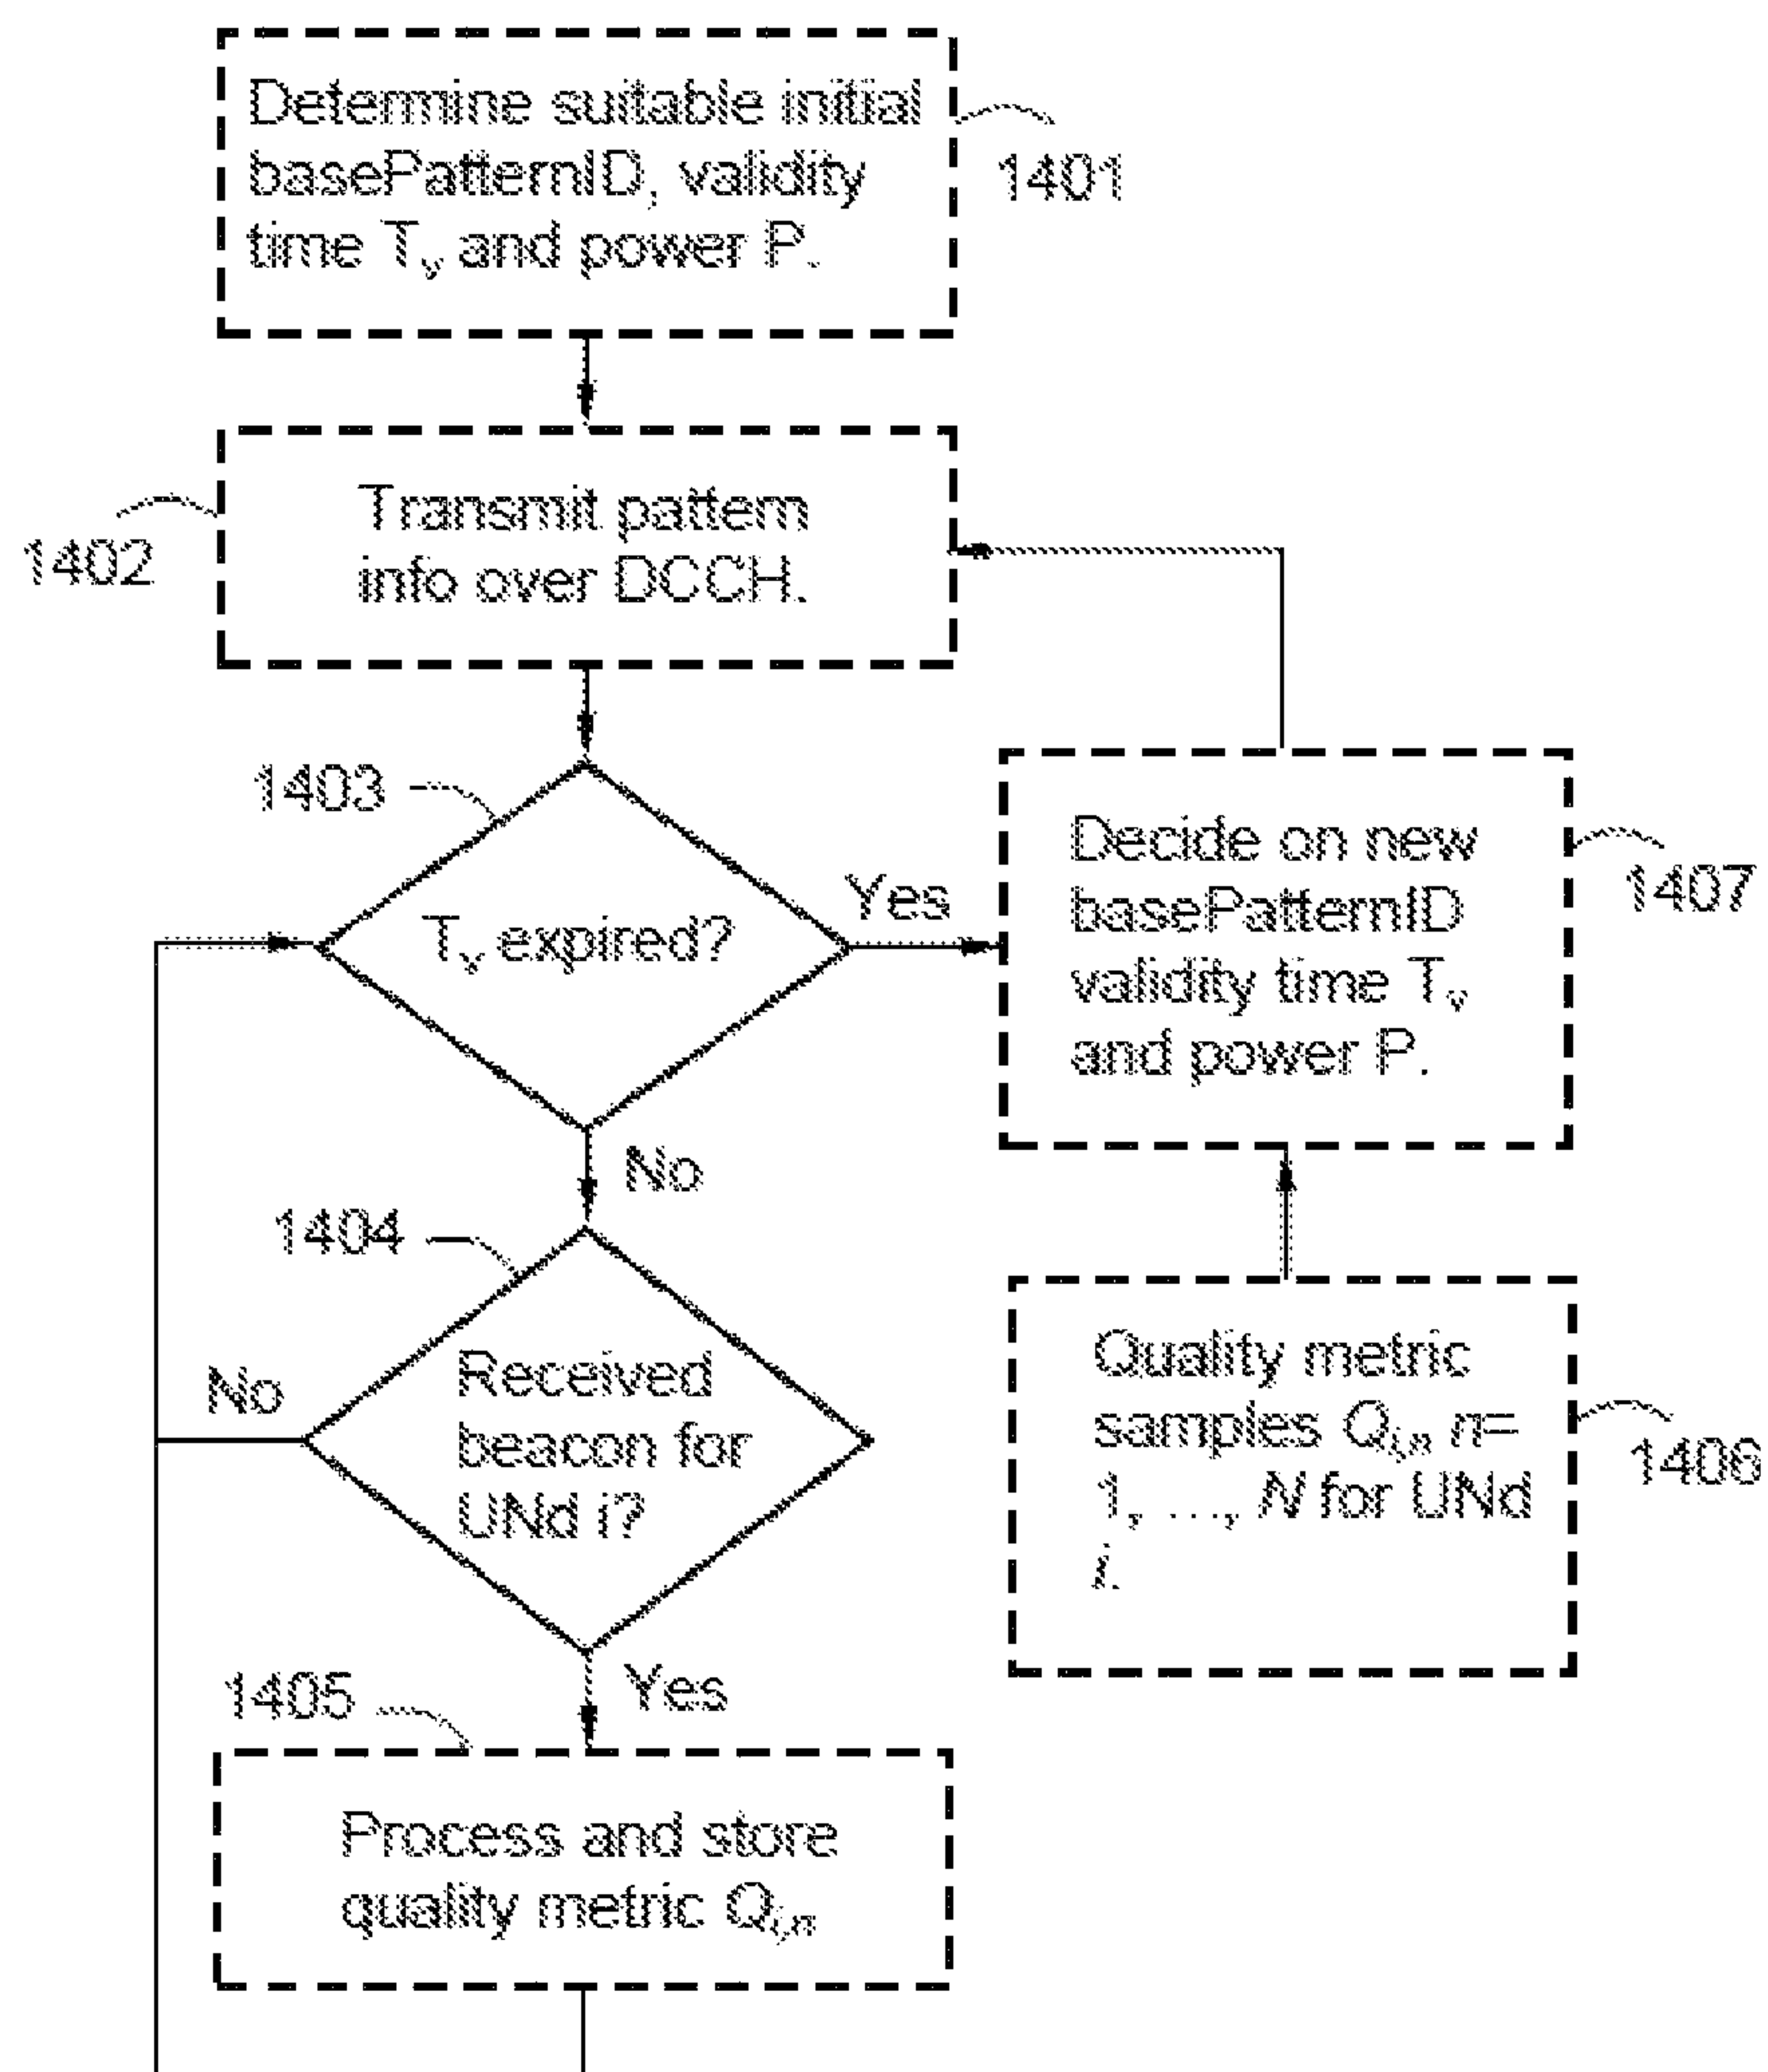 Determine suitable initial
basePatternID, validity
time Tv and power P.
1401
Transmit pattern
info over DCCH.
1402
1403
Tv expired?
Yes
No
Decide on new
basePatternID
validity time Tv
and power P.
1407
1404
Received
beacon for
UNd i?
No
Yes
Quality metric
samples Qi,n n=
1, ..., N for UNd
i.
1406
1405
Process and store
quality metric Qi,n